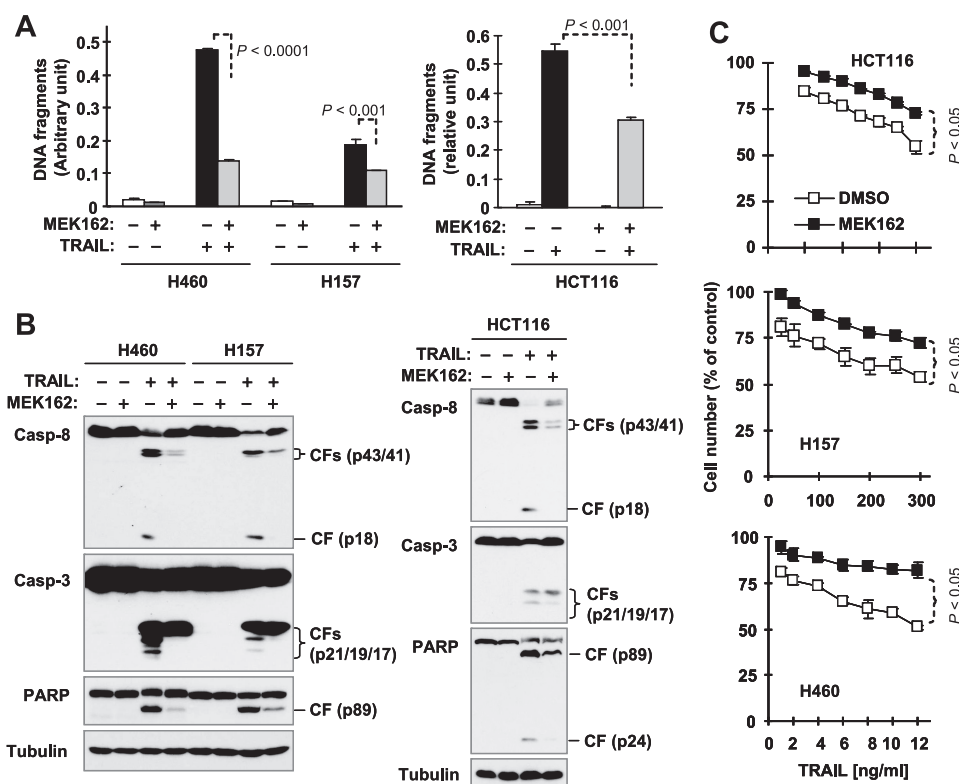 A
DNA fragments
(Arbitrary unit)
0.5
0.4
0.3
0.2
0.1
0
P < 0.0001
P < 0.001
MEK162: – + – + – + – +
TRAIL: – – + + – – + +
H460 H157
DNA fragments
(relative unit)
0.6
0.5
0.4
0.3
0.2
0.1
0
P < 0.001
MEK162: – – + +
TRAIL: – + – +
HCT116
B
H460 H157
TRAIL: – – + + – – + +
MEK162: – + – + – + – +
Casp-8
CFs (p43/41)
CF (p18)
Casp-3
CFs
(p21/19/17)
PARP
CF (p89)
Tubulin
HCT116
TRAIL: – – + +
MEK162: – + – +
Casp-8
CFs (p43/41)
CF (p18)
Casp-3
CFs
(p21/19/17)
PARP
CF (p89)
CF (p24)
Tubulin
C
Cell number (% of control)
HCT116
100
75
50
25
0
DMSO
MEK162
P < 0.05
100
75
50
25
0
H157
P < 0.05
0 100 200 300
100
75
50
25
0
H460
P < 0.05
0 2 4 6 8 10 12
TRAIL [ng/ml]